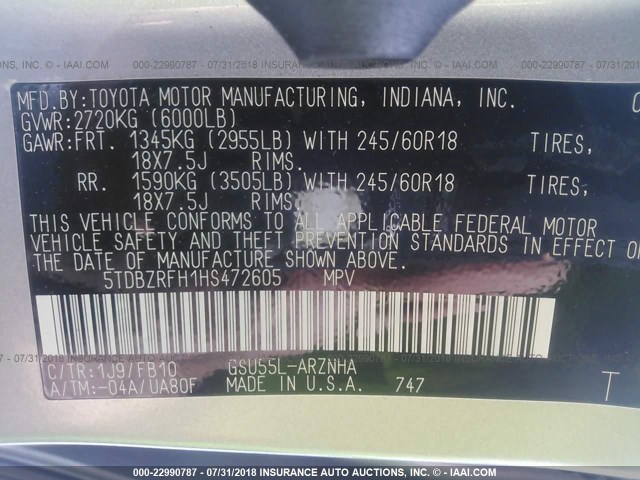 000-22990787 - 07/31/2018 INSURANCE AUTO AUCTIONS, INC. - © IAAI.COM
MFD.BY:TOYOTA MOTOR MANUFACTURING, INDIANA, INC.
GVWR:2720KG (6000LB)
GAWR:FRT. 1345KG (2955LB) WITH 245/60R18 TIRES,
18X7.5J RIMS.
RR. 1590KG (3505LB) WITH 245/60R18 TIRES,
18X7.5J RIMS
THIS VEHICLE CONFORMS TO ALL APPLICABLE FEDERAL MOTOR
VEHICLE SAFETY AND THEFT PREVENTION STANDARDS IN EFFECT O
THE DATE OF MANUFACTURE SHOWN ABOVE.
5TDBZRFH1HS472605 MPV
C/TR:1J9/FB10 GSU55L-ARZNHA
A/TM:-04A/UA80F MADE IN U.S.A. 747
T
000-22990787 - 07/31/2018 INSURANCE AUTO AUCTIONS, INC. - © IAAI.COM